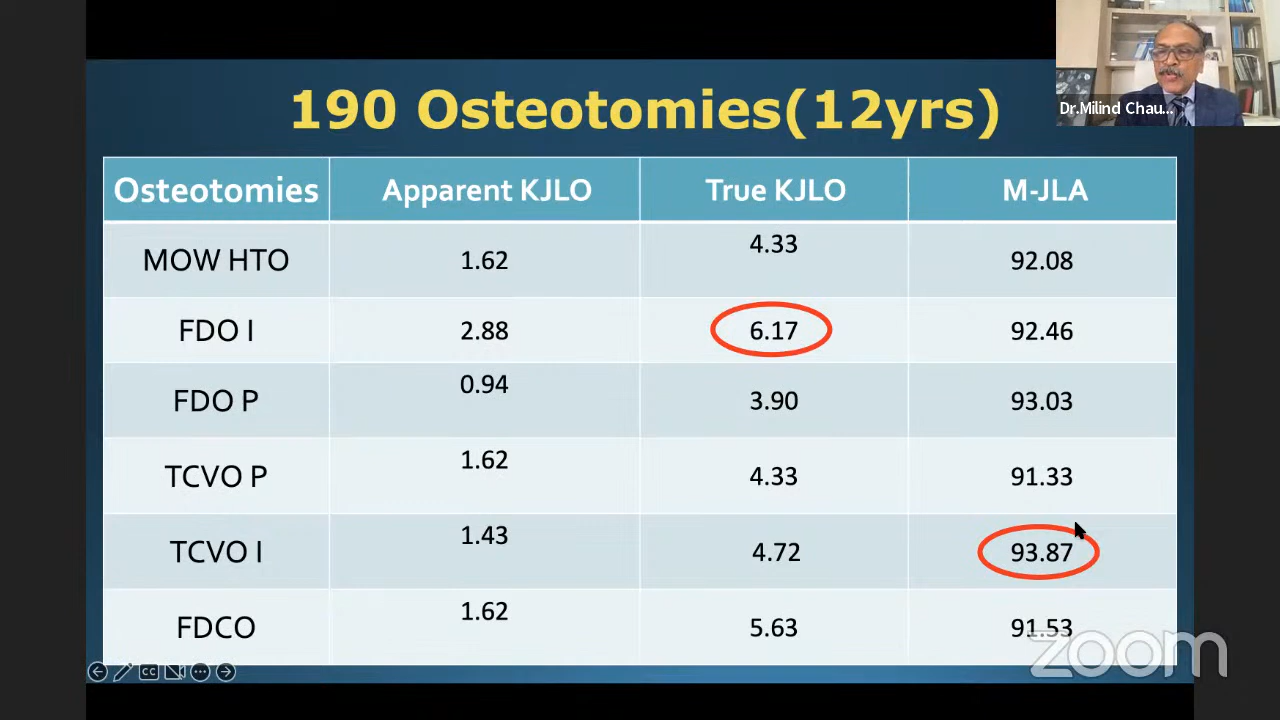 190 Osteotomies(12yrs)
Dr.Milind Chau...
Osteotomies Apparent KJLO True KJLO M-JLA
MOW HTO 1.62 4.33 92.08
FDO I 2.88 6.17 92.46
FDO P 0.94 3.90 93.03
TCVO P 1.62 4.33 91.33
TCVO I 1.43 4.72 93.87
FDCO 1.62 5.63 91.53
CC
zoom